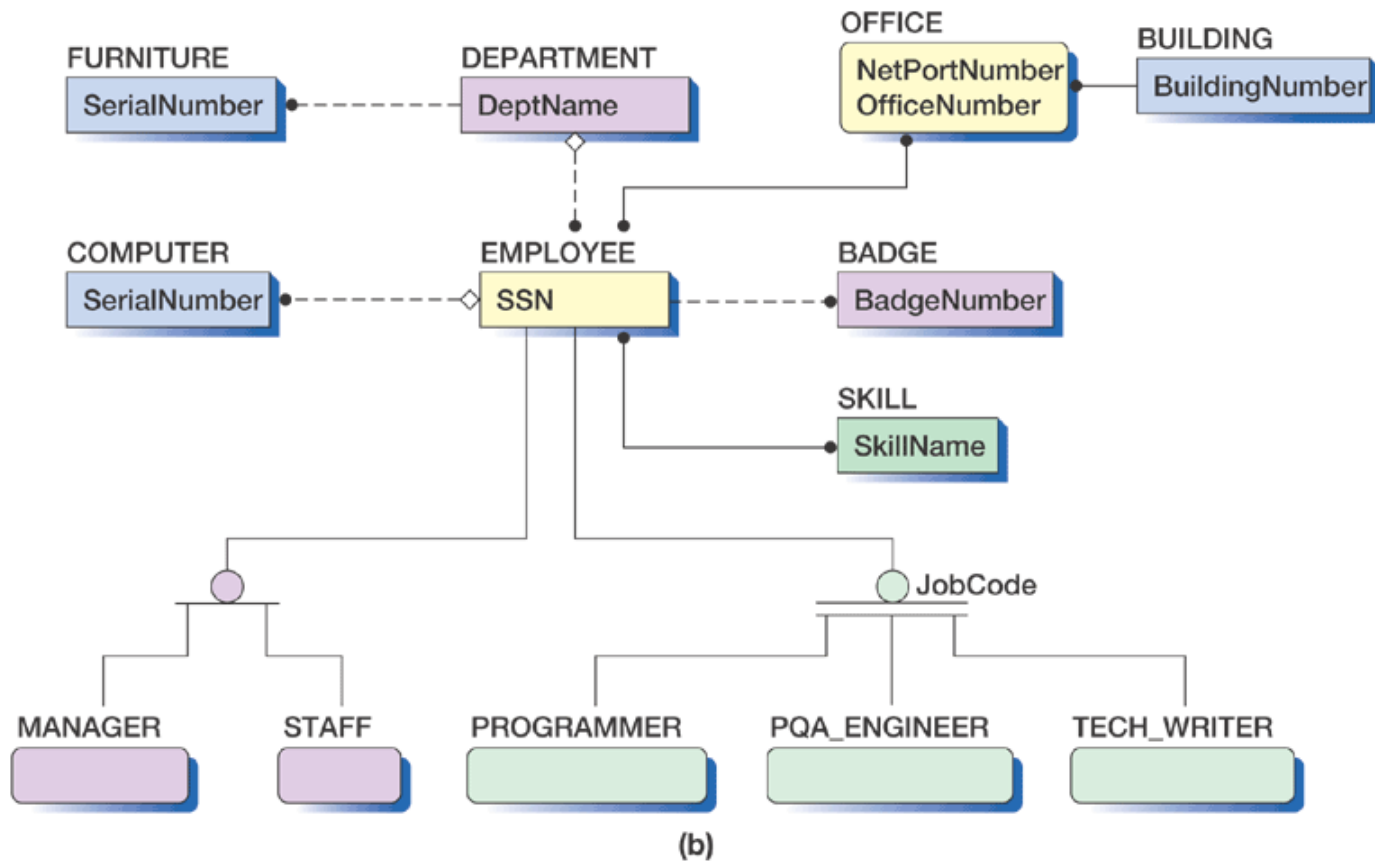 OFFICE
BUILDING
FURNITURE
DEPARTMENT
NetPortNumber
OfficeNumber
BuildingNumber
SerialNumber
DeptName
COMPUTER
EMPLOYEE
BADGE
SerialNumber
SSN
BadgeNumber
SKILL
SkillName
JobCode
MANAGER
STAFF
PROGRAMMER
PQA_ENGINEER
TECH_WRITER
(b)